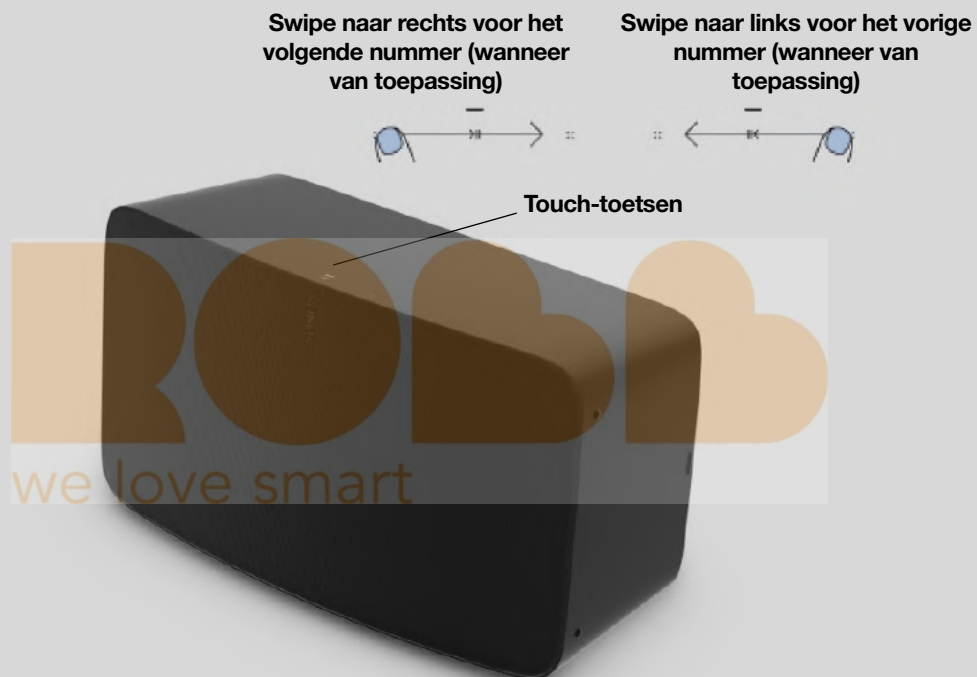 Swipe naar rechts voor het
volgende nummer (wanneer
van toepassing)
Swipe naar links voor het vorige
nummer (wanneer van
toepassing)
Touch-toetsen
ROBB
we love smart